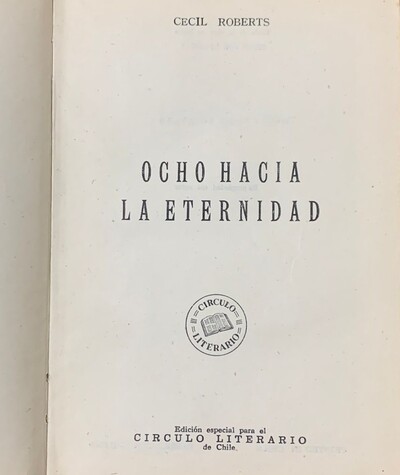 CECIL ROBERTS
OCHO HACIA
LA ETERNIDAD
CIRCULO
LITERARIO
Edición especial para el
CIRCULO LITERARIO
de Chile.